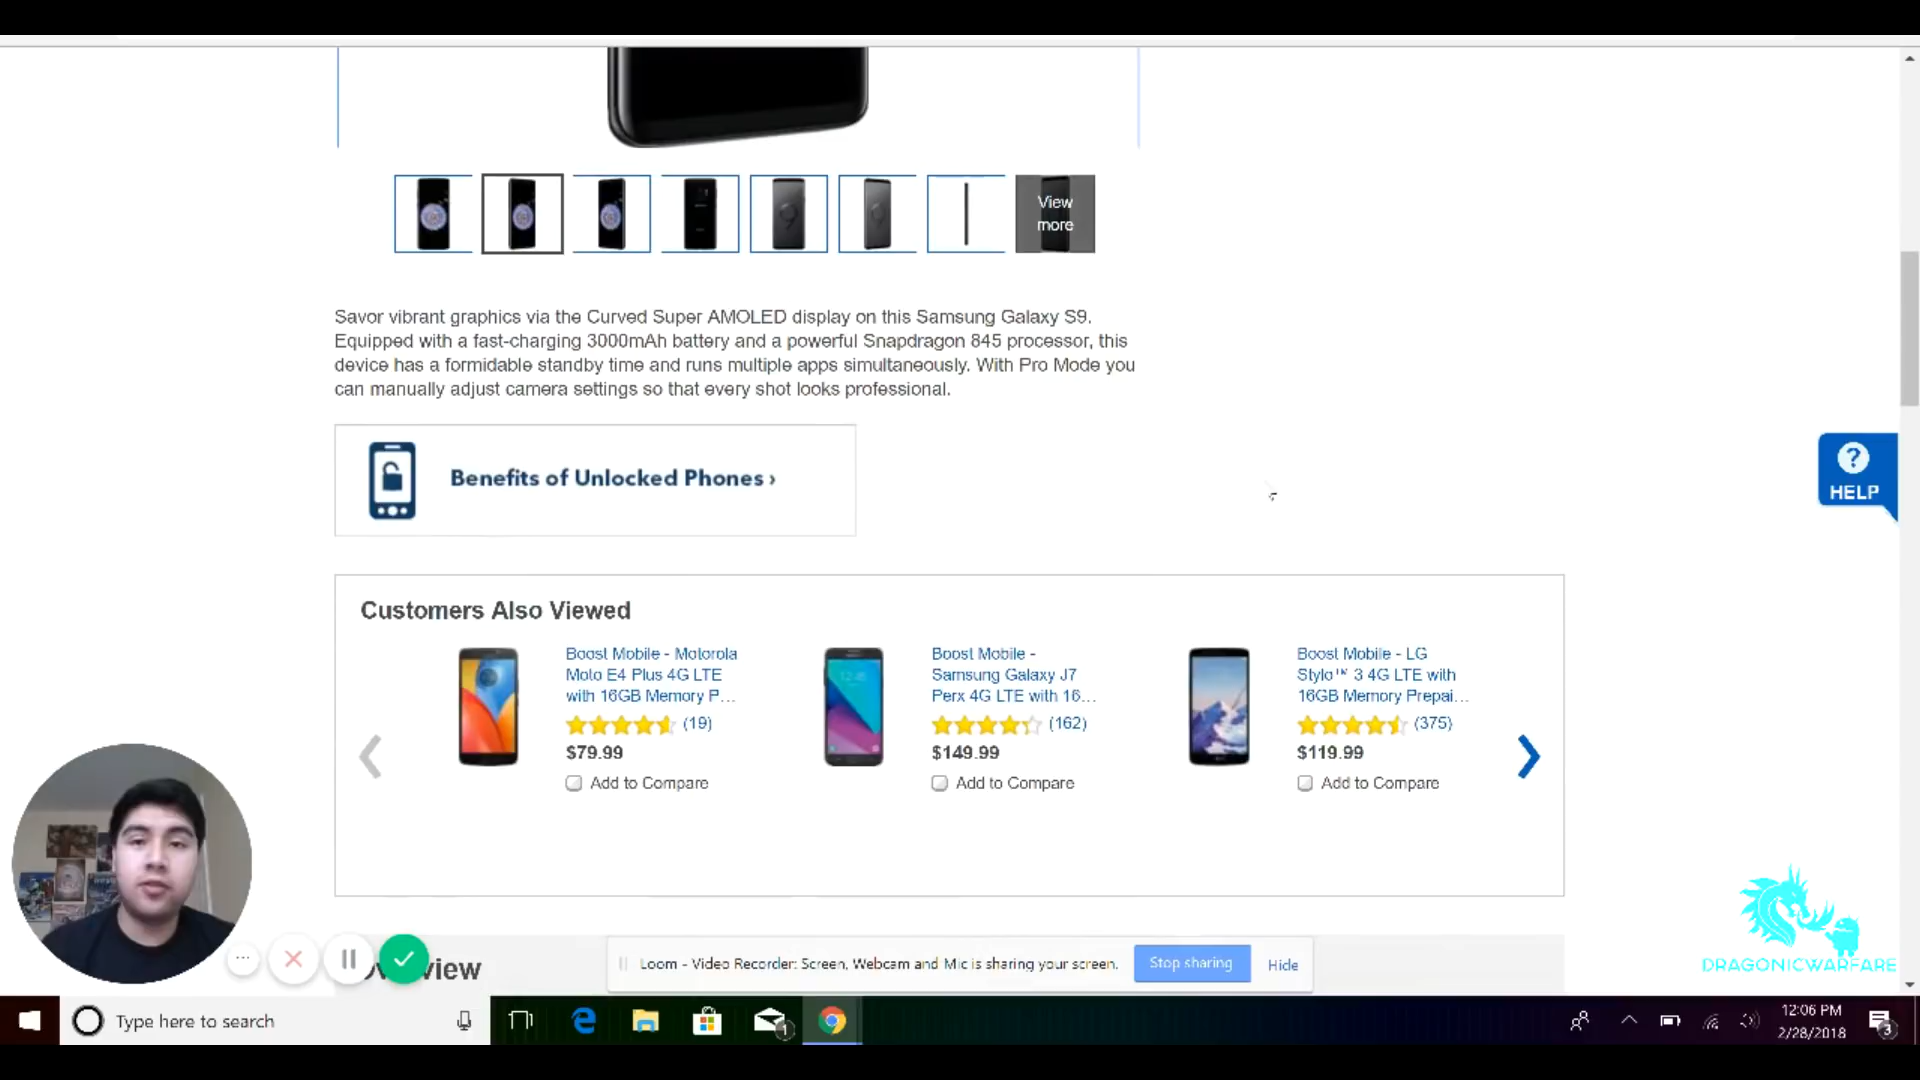 View
more
Savor vibrant graphics via the Curved Super AMOLED display on this Samsung Galaxy S9.
Equipped with a fast-charging 3000mAh battery and a powerful Snapdragon 845 processor, this
device has a formidable standby time and runs multiple apps simultaneously. With Pro Mode you
can manually adjust camera settings so that every shot looks professional.
Benefits of Unlocked Phones ›
?
HELP
Customers Also Viewed
Boost Mobile - Motorola
Moto E4 Plus 4G LTE
with 16GB Memory P...
(19)
$79.99
Add to Compare
Boost Mobile -
Samsung Galaxy J7
Perx 4G LTE with 16...
(162)
$149.99
Add to Compare
Boost Mobile - LG
Stylo™ 3 4G LTE with
16GB Memory Prepai...
(375)
$119.99
Add to Compare
view
Loom - Video Recorder: Screen, Webcam and Mic is sharing your screen.
Stop sharing
Hide
DRAGONICWARFARE
Type here to search
1
12:06 PM
2/28/2018
3